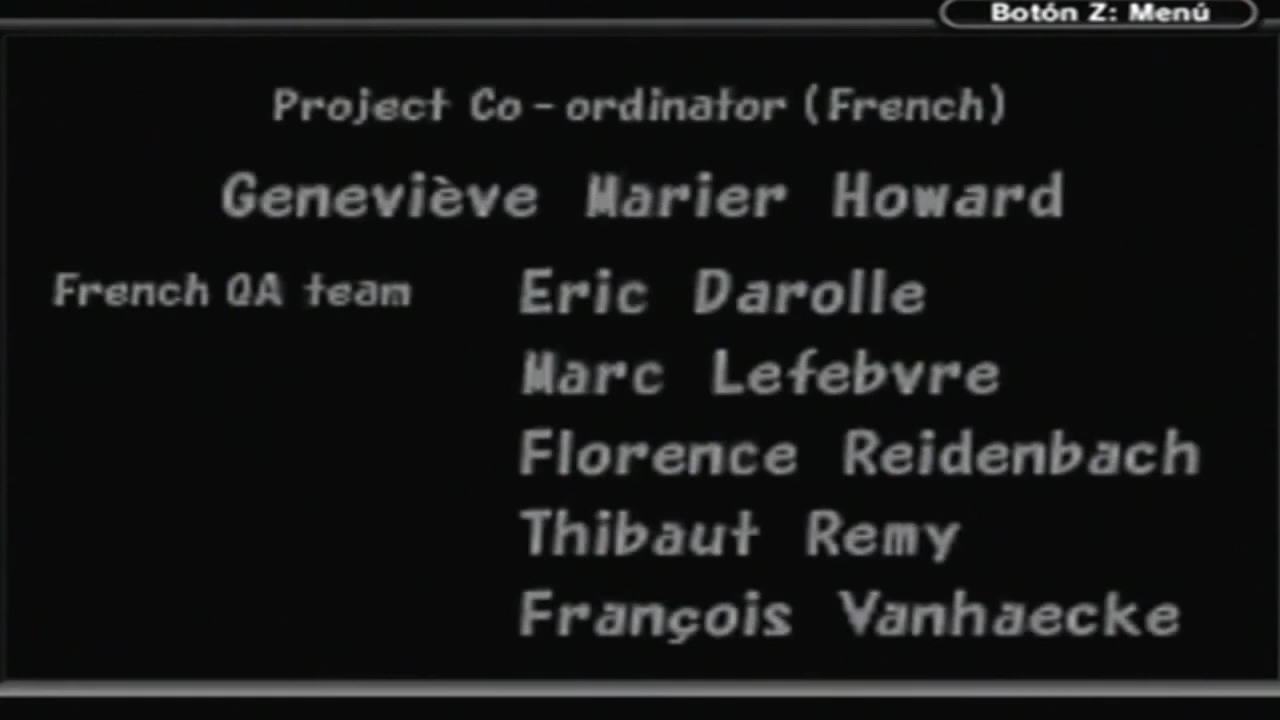 Botón Z: Menú
Project Co-ordinator (French)
Geneviève Marier Howard
French QA team Eric Darolle
Marc Lefebvre
Florence Reidenbach
Thibaut Remy
François Vanhaecke